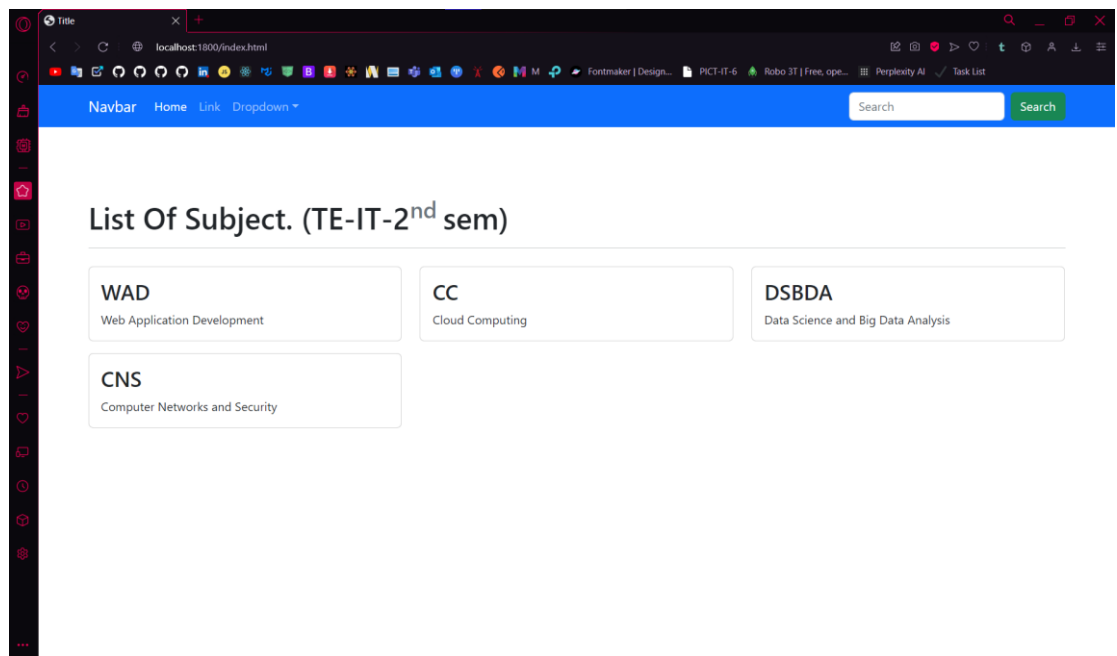 Title
localhost:1800/index.html
M Fontmaker | Design... PICT-IT-6 Robo 3T | Free, ope... Perplexity AI Task List
Navbar Home Link Dropdown Search Search
List Of Subject. (TE-IT-2nd sem)
WAD CC DSBDA
Web Application Development Cloud Computing Data Science and Big Data Analysis
CNS
Computer Networks and Security